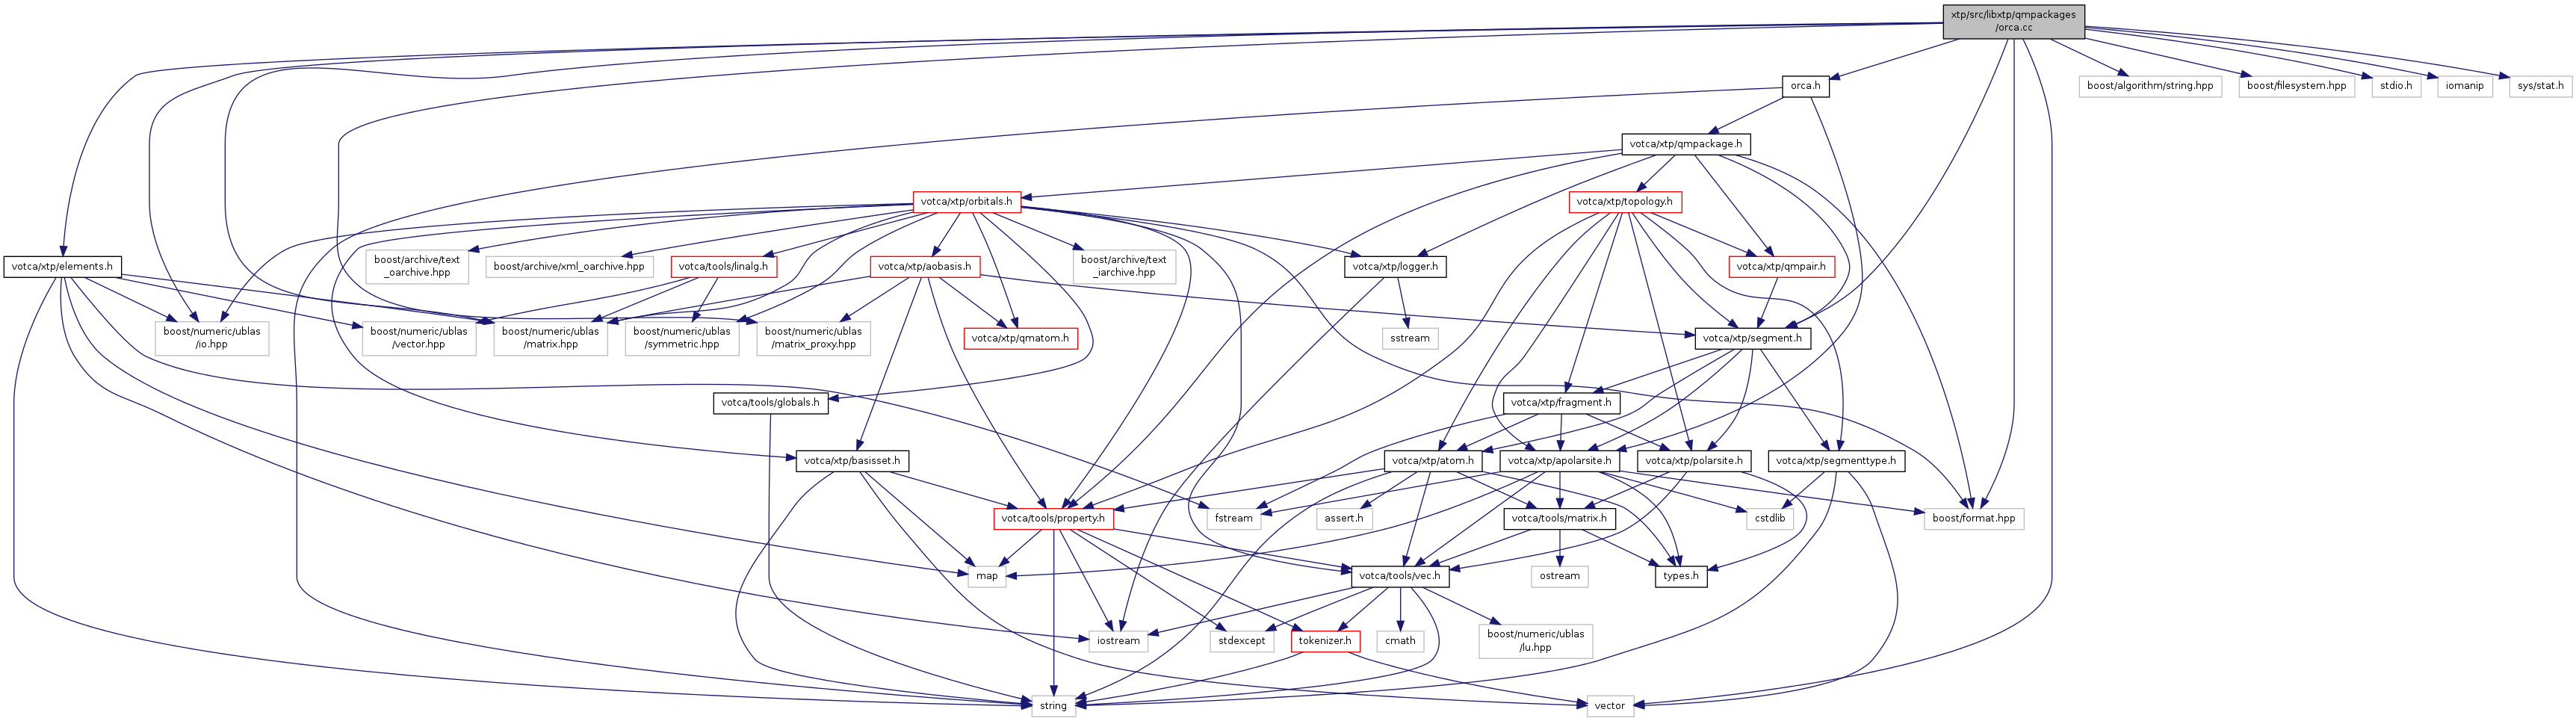 xtp/src/libxtp/qmpackages
/orca.cc
orca.h
boost/algorithm/string.hpp
boost/filesystem.hpp
stdio.h
iomanip
sys/stat.h
votca/xtp/qmpackage.h
votca/xtp/orbitals.h
votca/xtp/topology.h
votca/xtp/elements.h
boost/archive/text
_oarchive.hpp
boost/archive/xml_oarchive.hpp
votca/tools/linalg.h
votca/xtp/aobasis.h
boost/archive/text
_iarchive.hpp
votca/xtp/logger.h
votca/xtp/qmpair.h
boost/numeric/ublas
/io.hpp
boost/numeric/ublas
/vector.hpp
boost/numeric/ublas
/matrix.hpp
boost/numeric/ublas
/symmetric.hpp
boost/numeric/ublas
/matrix_proxy.hpp
votca/xtp/qmatom.h
sstream
votca/xtp/segment.h
votca/tools/globals.h
votca/xtp/fragment.h
votca/xtp/basisset.h
votca/xtp/atom.h
votca/xtp/apolarsite.h
votca/xtp/polarsite.h
votca/xtp/segmenttype.h
votca/tools/property.h
fstream
assert.h
votca/tools/matrix.h
cstdlib
boost/format.hpp
map
votca/tools/vec.h
ostream
types.h
iostream
stdexcept
tokenizer.h
cmath
boost/numeric/ublas
/lu.hpp
string
vector